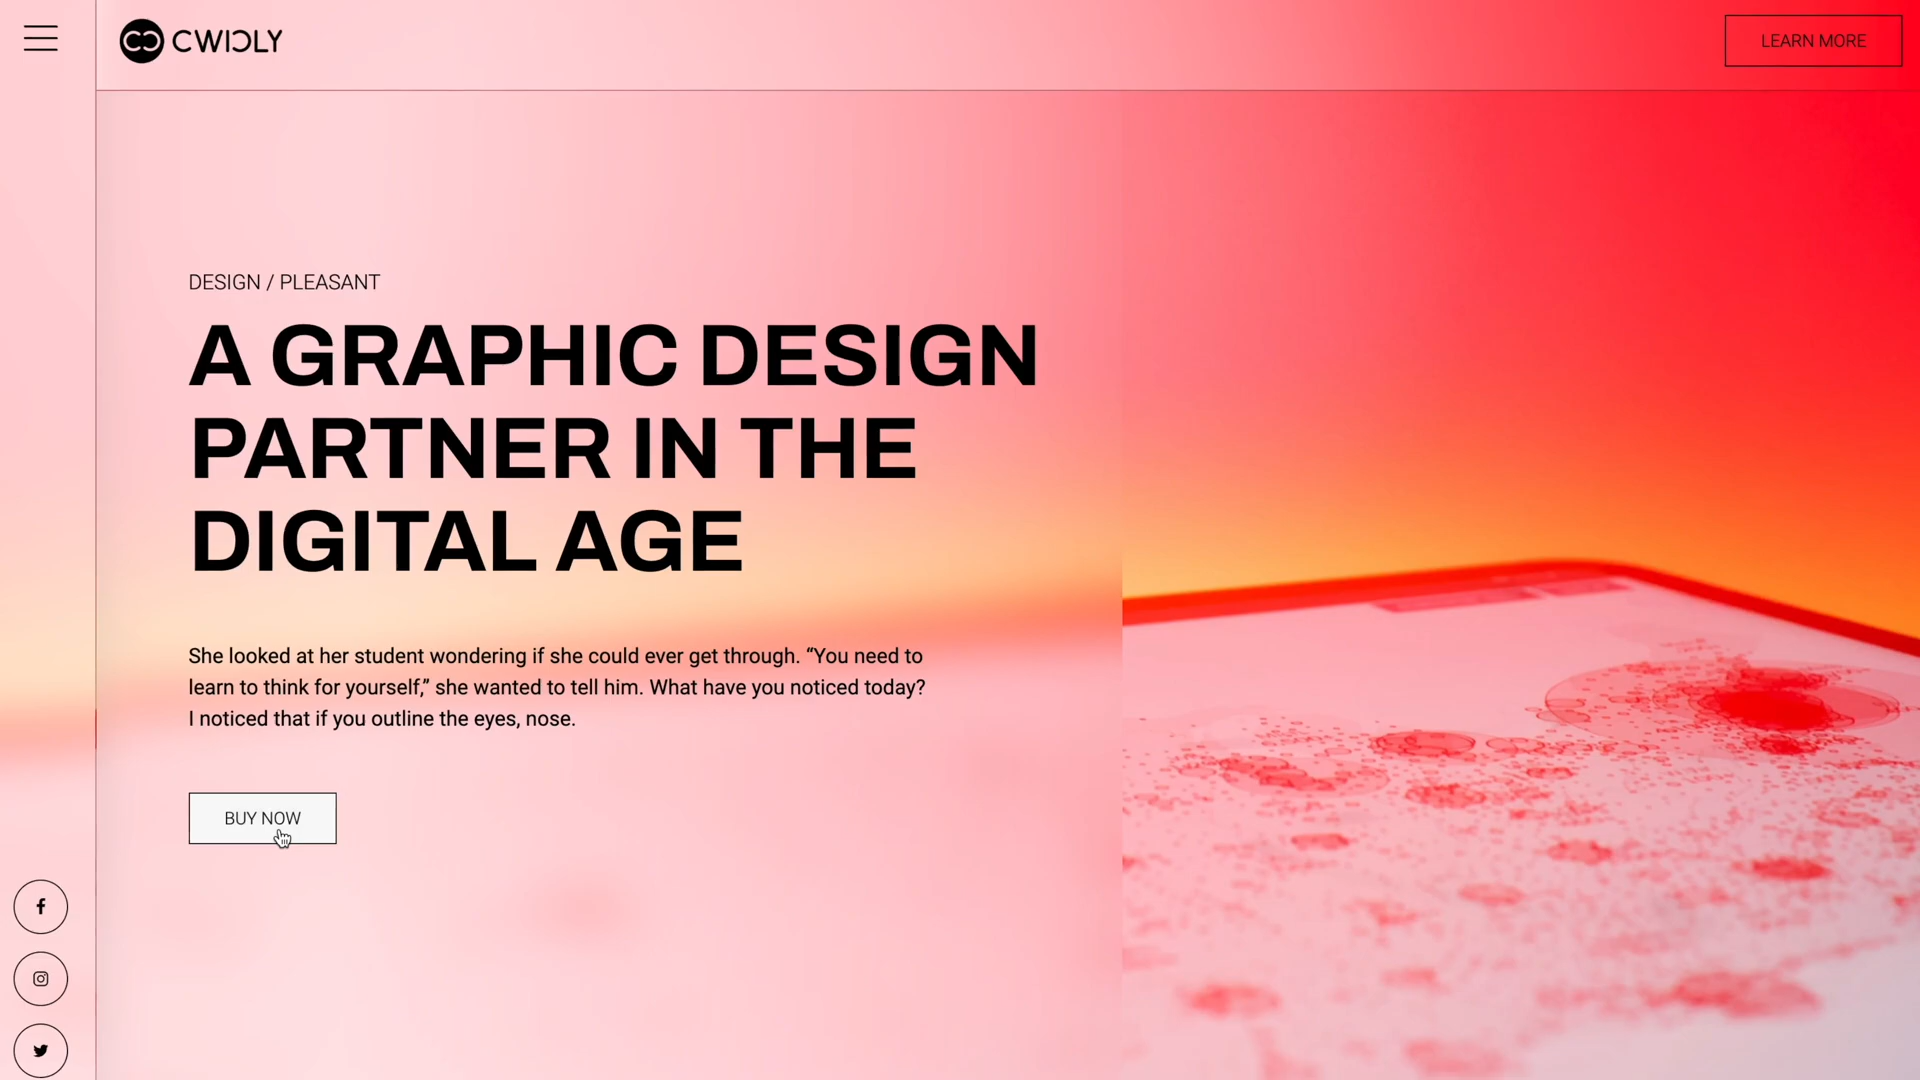 CWICLY
LEARN MORE
DESIGN / PLEASANT
A GRAPHIC DESIGN
PARTNER IN THE
DIGITAL AGE
She looked at her student wondering if she could ever get through. “You need to
learn to think for yourself,” she wanted to tell him. What have you noticed today?
I noticed that if you outline the eyes, nose.
BUY NOW